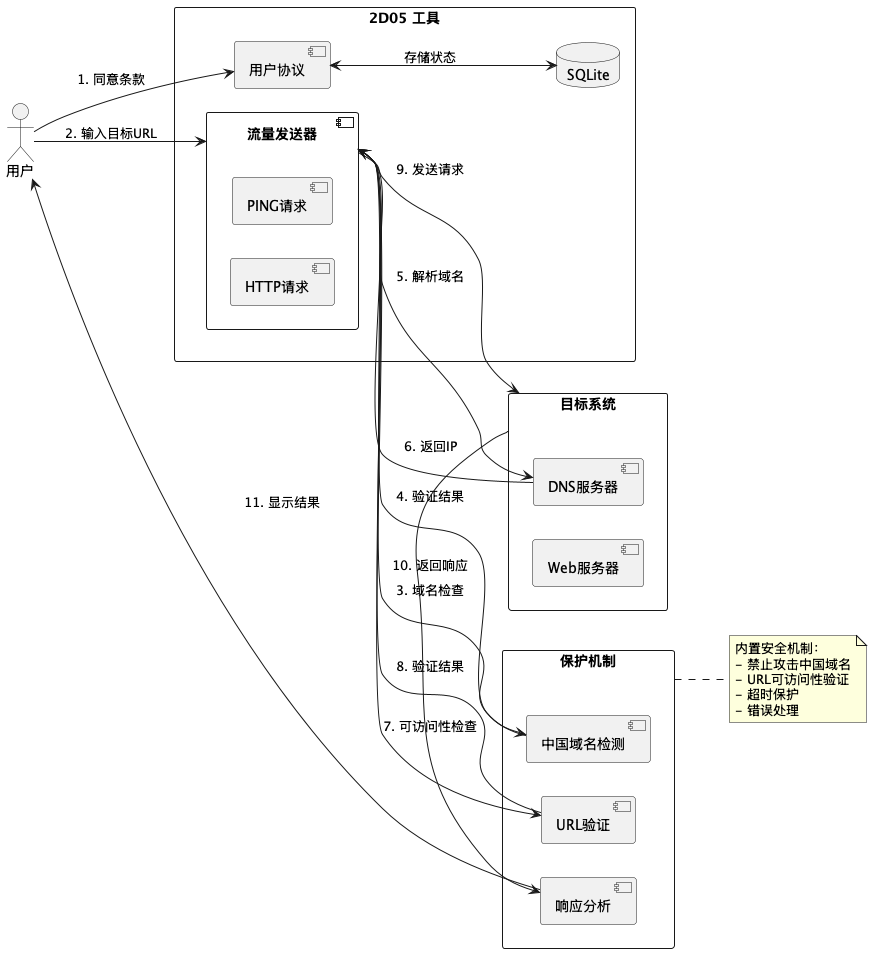 2D05 工具
用户协议
存储状态
SQLite
1. 同意条款
2. 输入目标URL
用户
流量发送器
PING请求
HTTP请求
9. 发送请求
5. 解析域名
目标系统
6. 返回IP
DNS服务器
4. 验证结果
11. 显示结果
Web服务器
10. 返回响应
3. 域名检查
保护机制
内置安全机制：
- 禁止攻击中国域名
- URL可访问性验证
- 超时保护
- 错误处理
8. 验证结果
7. 可访问性检查
中国域名检测
URL验证
响应分析